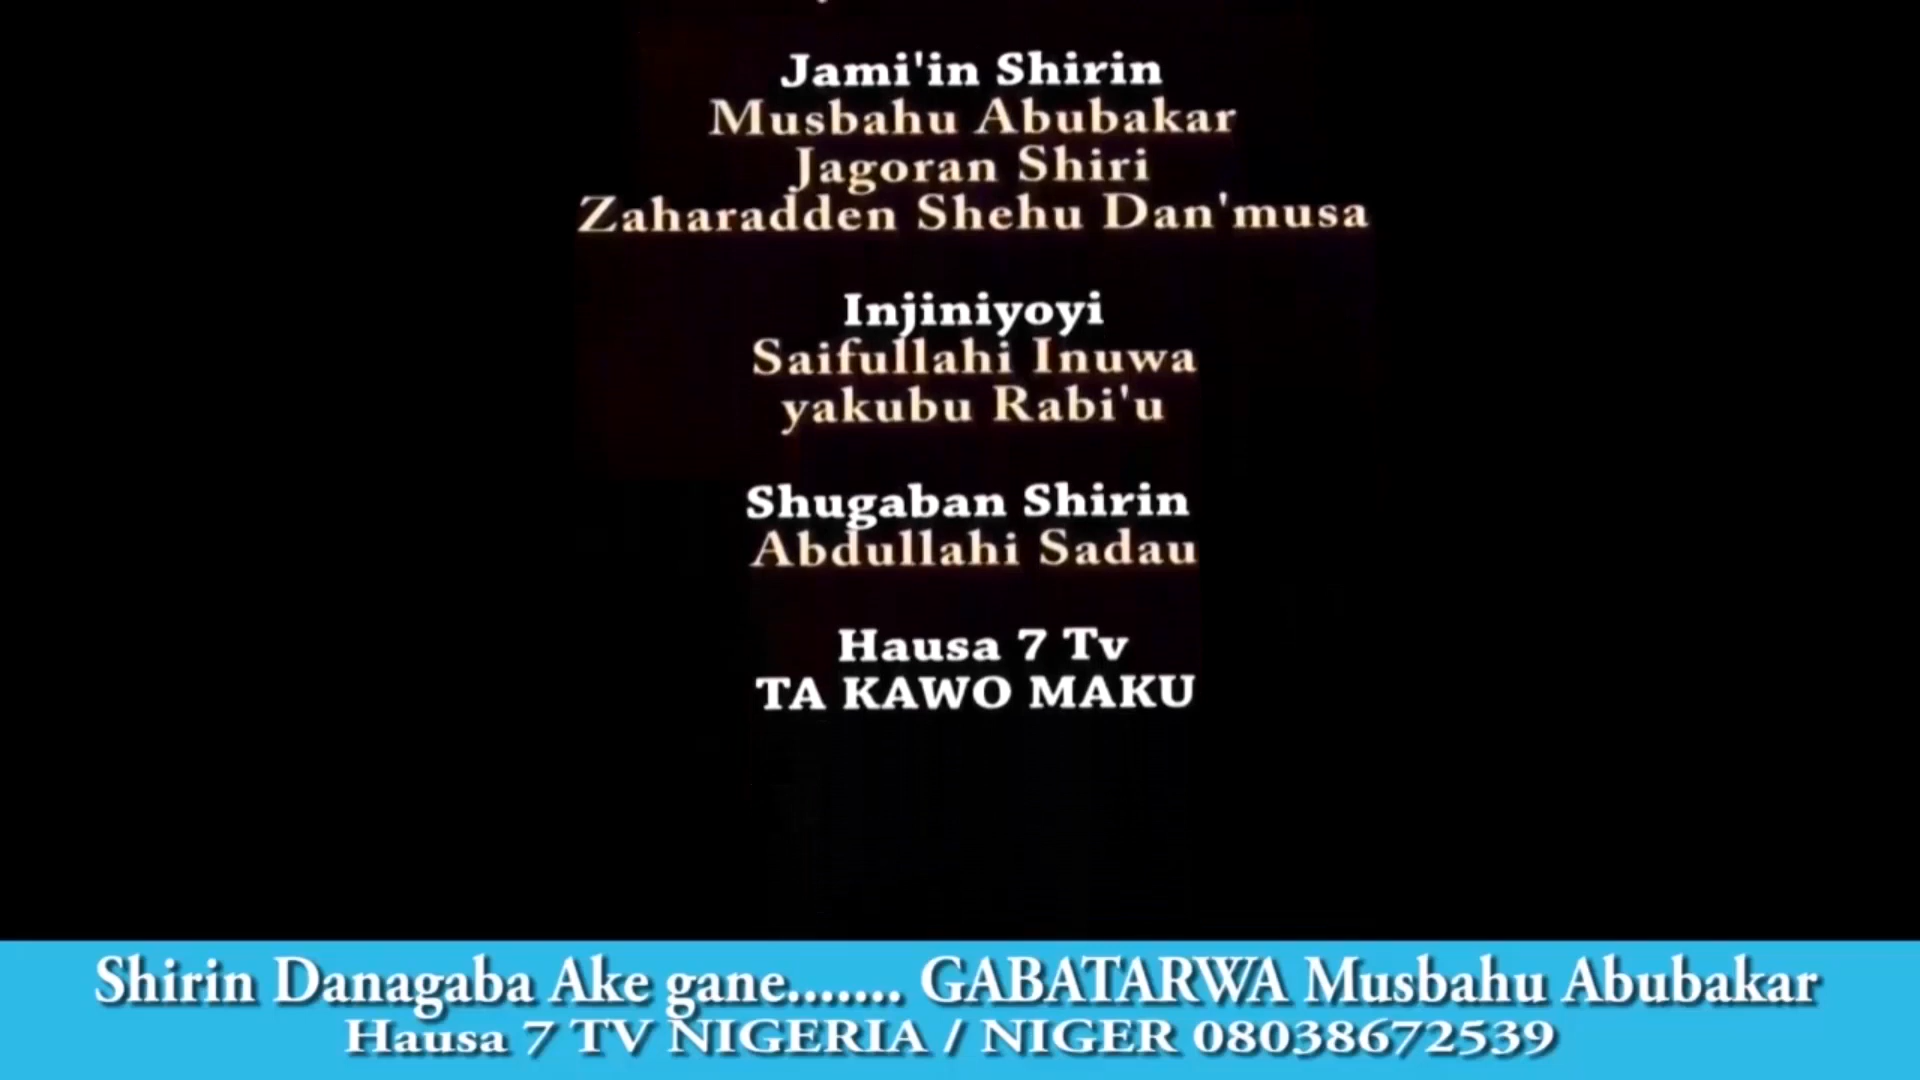 Jami'in Shirin
Musbahu Abubakar
Jagoran Shiri
Zaharadden Shehu Dan'musa
Injiniyoyi
Saifullahi Inuwa
yakubu Rabi'u
Shugaban Shirin
Abdullahi Sadau
Hausa 7 Tv
TA KAWO MAKU
Shirin Danagaba Ake gane....... GABATARWA Musbahu Abubakar
Hausa 7 TV NIGERIA / NIGER 08038672539